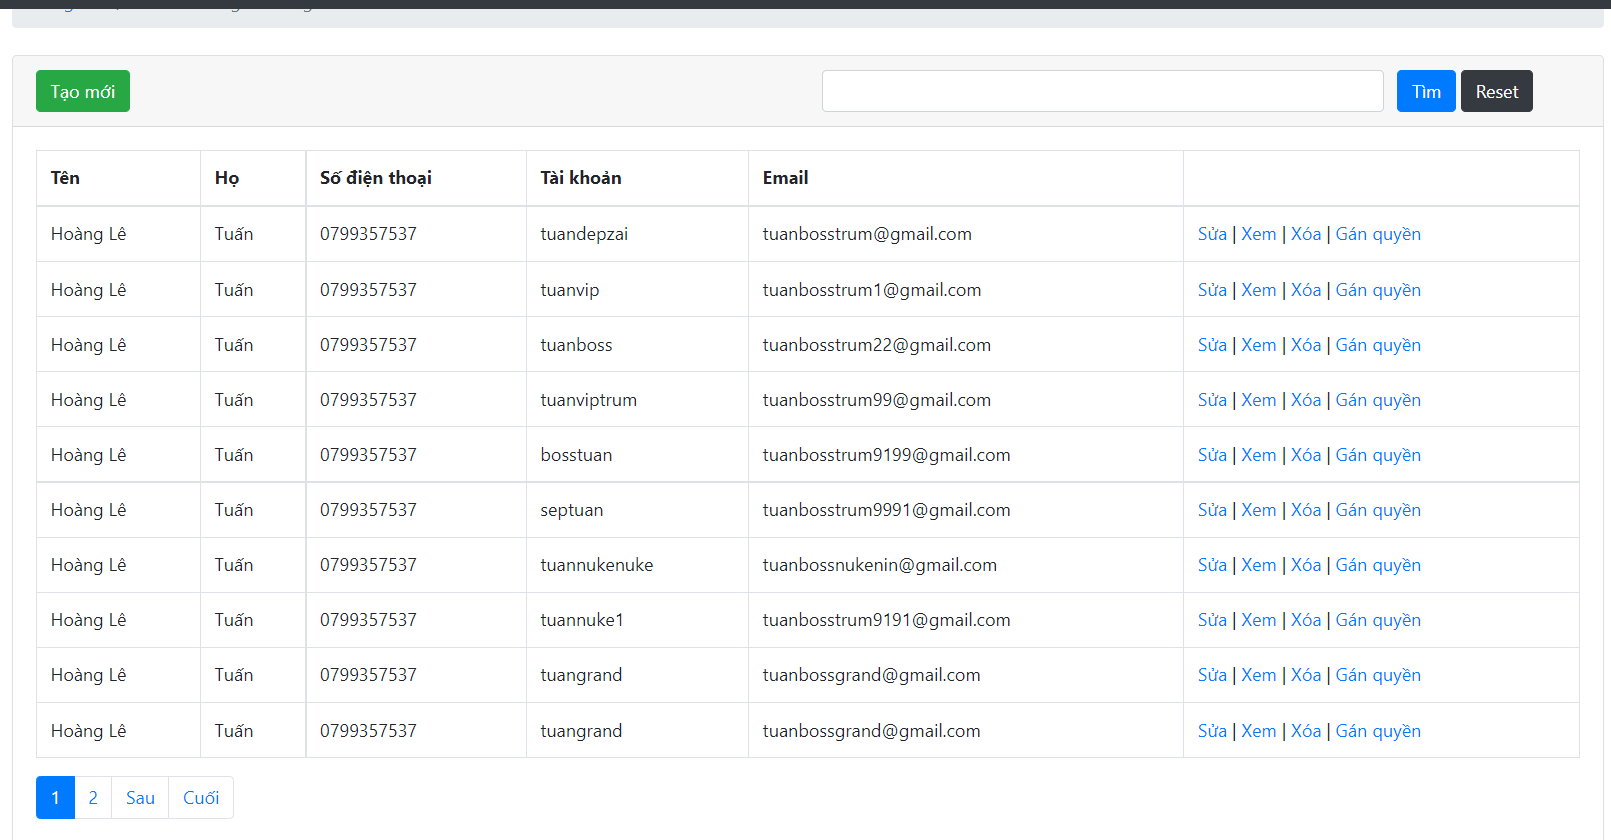 Tạo mới Tìm Reset
Tên Họ Số điện thoại Tài khoản Email
Hoàng Lê Tuấn 0799357537 tuandepzai tuanbosstrum@gmail.com Sửa | Xem | Xóa | Gán quyền
Hoàng Lê Tuấn 0799357537 tuanvip tuanbosstrum1@gmail.com Sửa | Xem | Xóa | Gán quyền
Hoàng Lê Tuấn 0799357537 tuanboss tuanbosstrum22@gmail.com Sửa | Xem | Xóa | Gán quyền
Hoàng Lê Tuấn 0799357537 tuanviptrum tuanbosstrum99@gmail.com Sửa | Xem | Xóa | Gán quyền
Hoàng Lê Tuấn 0799357537 bosstuan tuanbosstrum9199@gmail.com Sửa | Xem | Xóa | Gán quyền
Hoàng Lê Tuấn 0799357537 septuan tuanbosstrum9991@gmail.com Sửa | Xem | Xóa | Gán quyền
Hoàng Lê Tuấn 0799357537 tuannukenuke tuanbossnukenin@gmail.com Sửa | Xem | Xóa | Gán quyền
Hoàng Lê Tuấn 0799357537 tuannuke1 tuanbosstrum9191@gmail.com Sửa | Xem | Xóa | Gán quyền
Hoàng Lê Tuấn 0799357537 tuangrand tuanbossgrand@gmail.com Sửa | Xem | Xóa | Gán quyền
Hoàng Lê Tuấn 0799357537 tuangrand tuanbossgrand@gmail.com Sửa | Xem | Xóa | Gán quyền
1 2 Sau Cuối